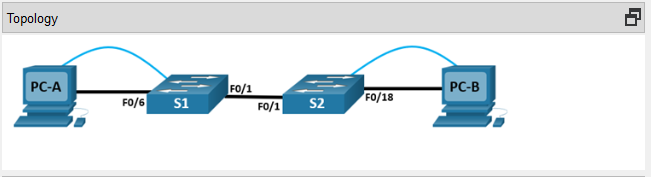 Topology
PC-A
F0/6
S1
F0/1
F0/1
S2
F0/18
PC-B